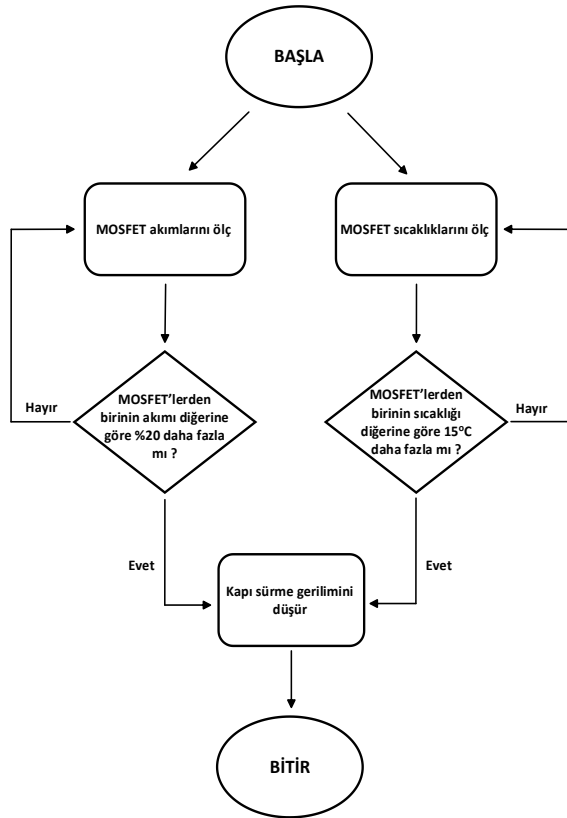 BAŞLA
MOSFET akımlarını ölç
MOSFET sıcaklıklarını ölç
MOSFET'lerden
birinin akımı diğerine
göre %20 daha fazla
mı ?
Hayır
MOSFET'lerden
birinin sıcaklığı
diğerine göre 15°C
daha fazla mı ?
Hayır
Evet
Evet
Kapı sürme gerilimini
düşür
BİTİR